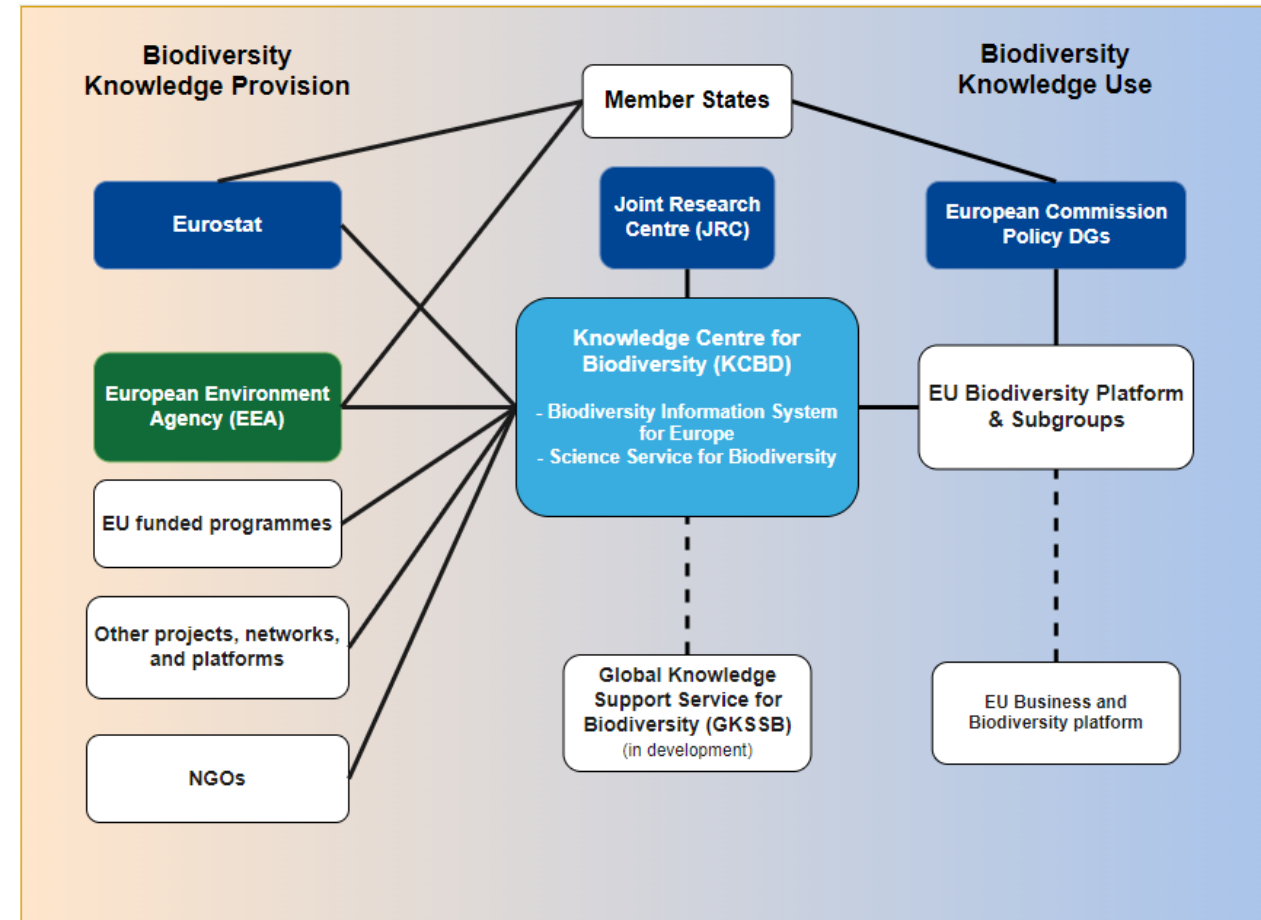 Biodiversity
Knowledge Provision
Biodiversity
Knowledge Use
Member States
Eurostat
Joint Research
Centre (JRC)
European Commission
Policy DGs
European Environment
Agency (EEA)
Knowledge Centre for
Biodiversity (KCBD)
- Biodiversity Information System
for Europe
- Science Service for Biodiversity
EU Biodiversity Platform
& Subgroups
EU funded programmes
Other projects, networks,
and platforms
NGOs
Global Knowledge
Support Service for
Biodiversity (GKSSB)
(in development)
EU Business and
Biodiversity platform